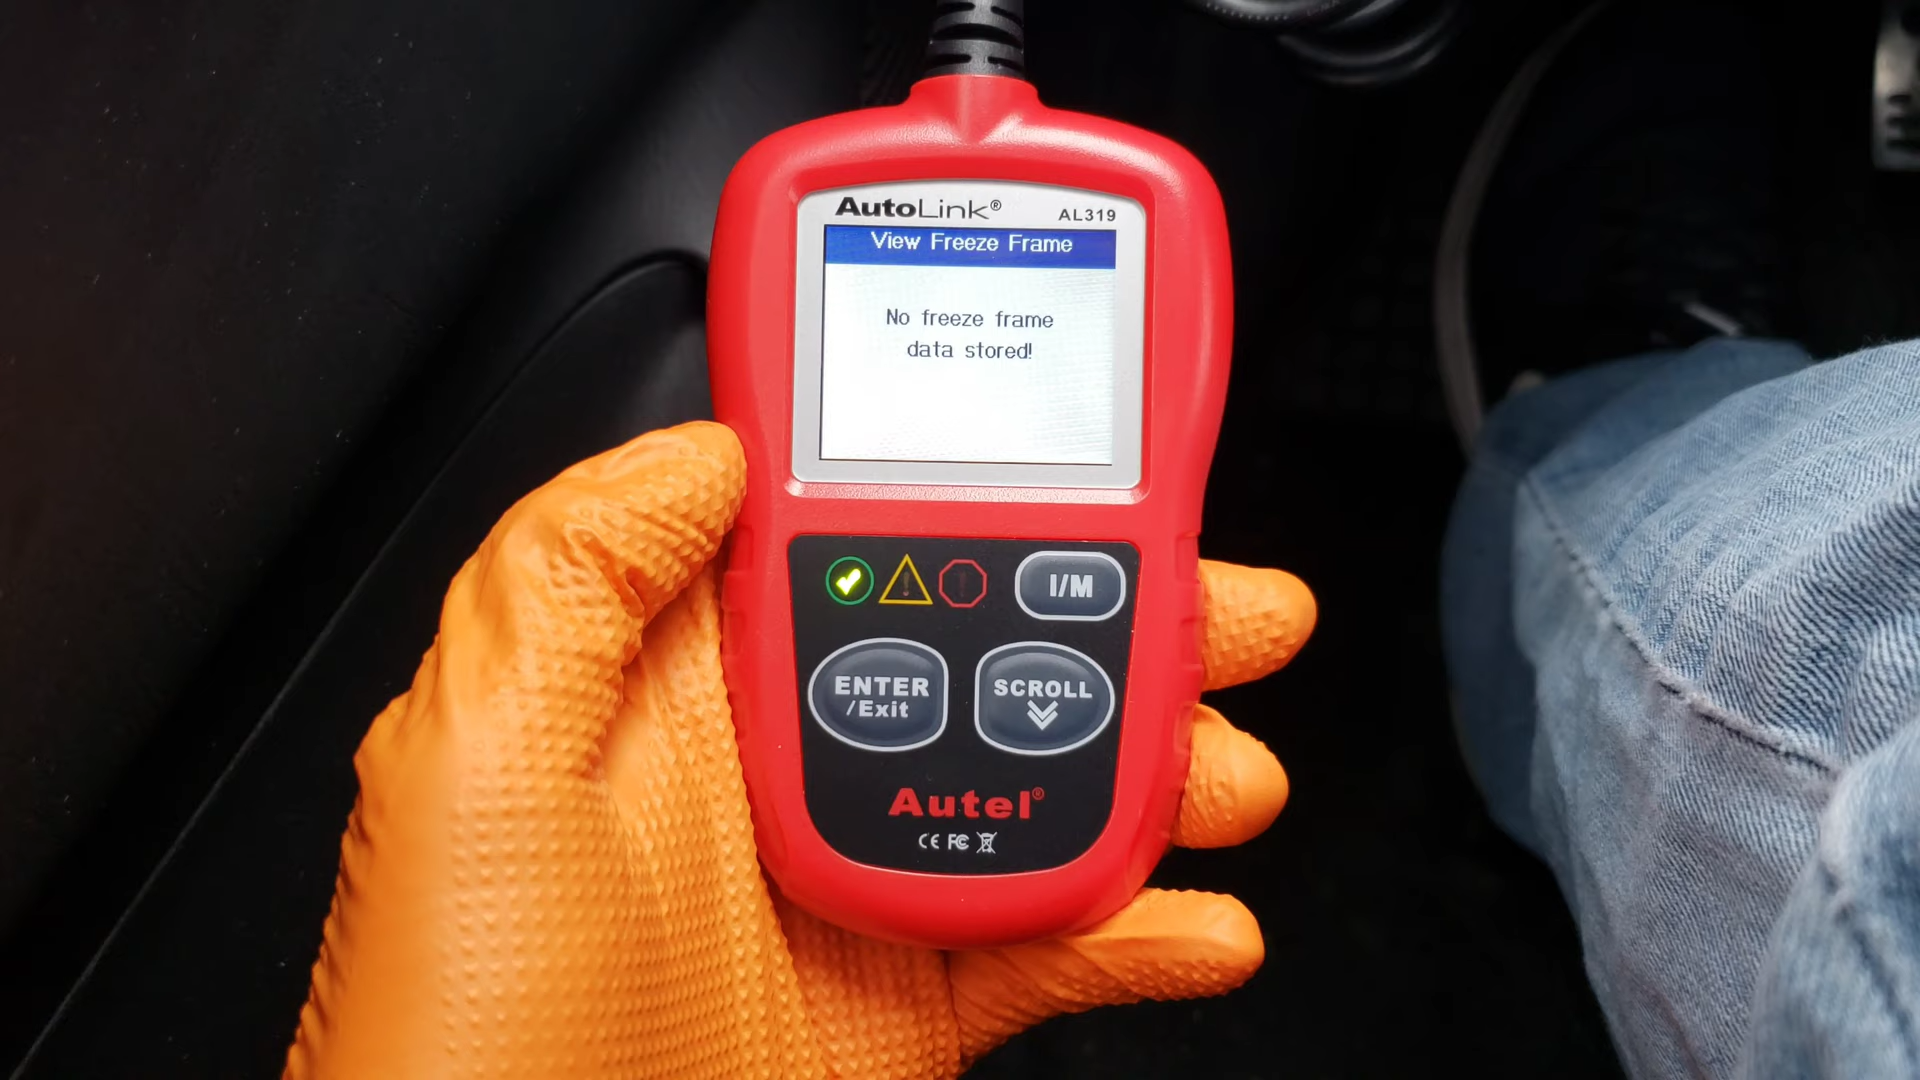 AutoLink®
AL319
View Freeze Frame
No freeze frame
data stored!
I/M
ENTER
/Exit
SCROLL
Autel®
CE FC